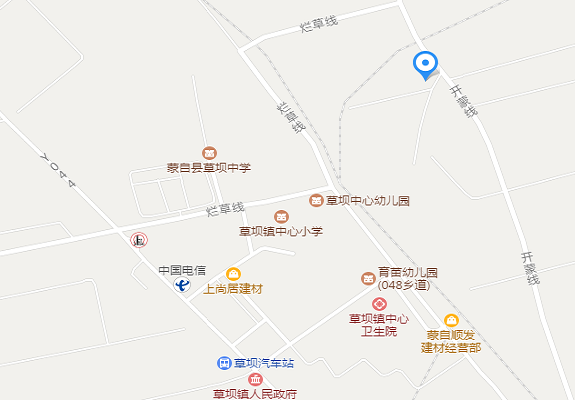 烂草线
开蒙线
烂草线
Y044
蒙自县草坝中学
草坝中心幼儿园
烂草线
草坝镇中心小学
开蒙线
中国电信
育苗幼儿园
(048乡道)
上尚居建材
草坝镇中心
卫生院
蒙自顺发
建材经营部
草坝汽车站
草坝镇人民政府